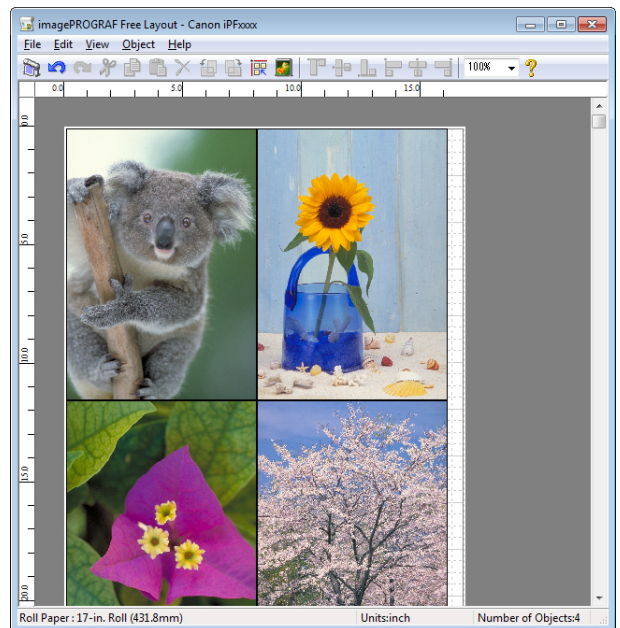 imagePROGRAF Free Layout - Canon iPFxxxx
File Edit View Object Help
100%
0.0 5.0 10.0 15.0
0.0
5.0
10.0
15.0
20.0
Roll Paper : 17-in. Roll (431.8mm) Units:inch Number of Objects:4